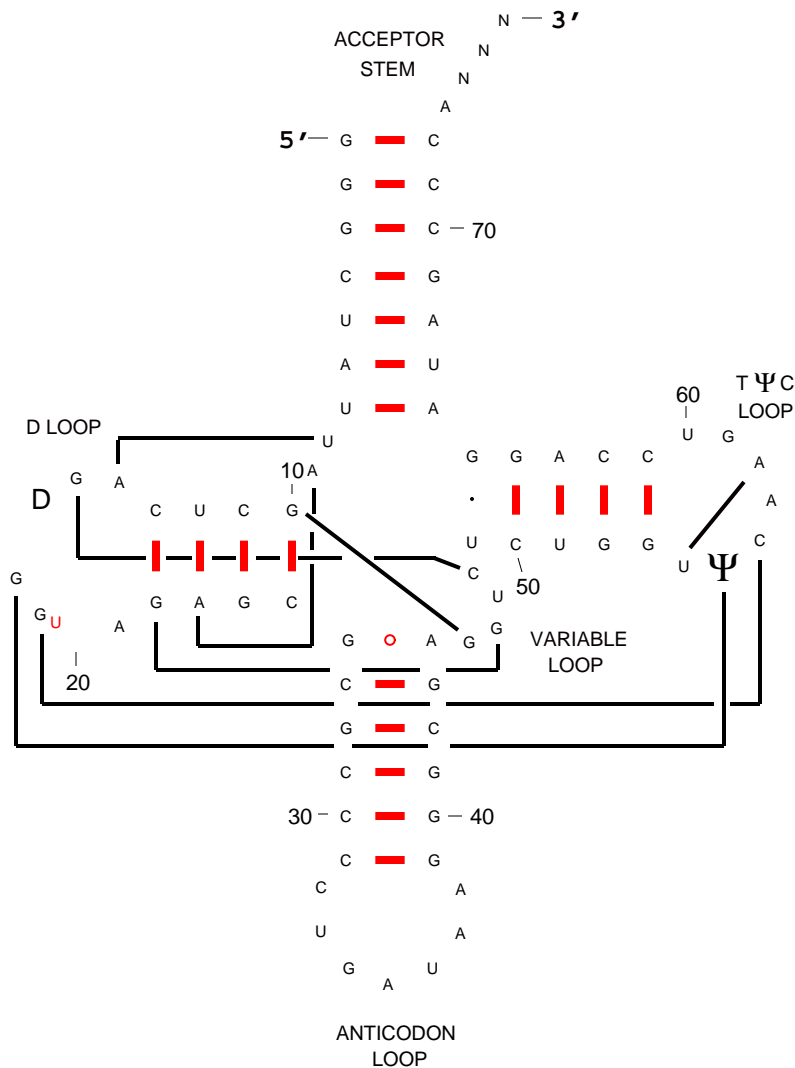 N 3'
ACCEPTOR N
STEM N
A
5' G C
G C
G C 70
C G
U A
A U
U A
T Ψ C
60 LOOP
D LOOP
U G
U
G G A C C A
G A 10 A
D C U C G A
U C U G G U C
C 50 Ψ
G U
G A G A G C G
U G A G VARIABLE
20 LOOP
C G
G C
C G
30 C G 40
C G
C A
U A
G A U
ANTICODON
LOOP